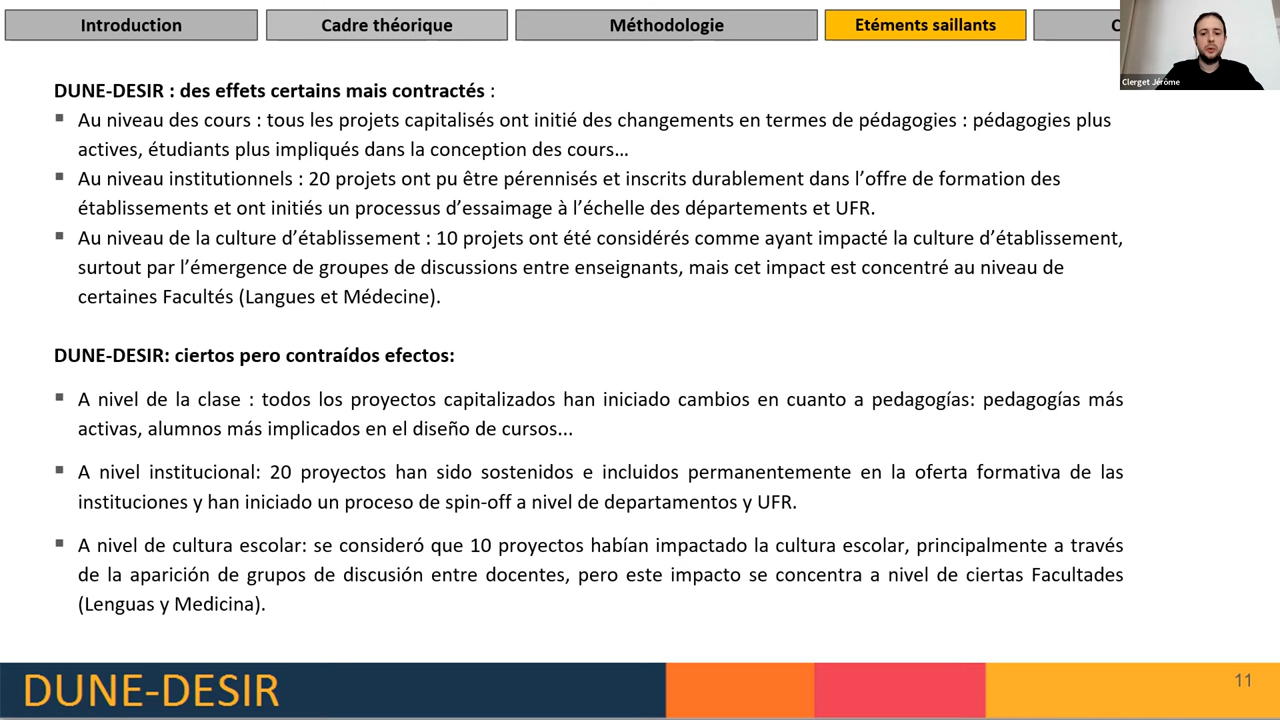 Introduction
Cadre théorique
Méthodologie
Etéments saillants
C
Clerget Jérôme
DUNE-DESIR : des effets certains mais contractés :
▪ Au niveau des cours : tous les projets capitalisés ont initié des changements en termes de pédagogies : pédagogies plus
actives, étudiants plus impliqués dans la conception des cours…
▪ Au niveau institutionnels : 20 projets ont pu être pérennisés et inscrits durablement dans l’offre de formation des
établissements et ont initiés un processus d’essaimage à l’échelle des départements et UFR.
▪ Au niveau de la culture d’établissement : 10 projets ont été considérés comme ayant impacté la culture d’établissement,
surtout par l’émergence de groupes de discussions entre enseignants, mais cet impact est concentré au niveau de
certaines Facultés (Langues et Médecine).
DUNE-DESIR: ciertos pero contraídos efectos:
▪ A nivel de la clase : todos los proyectos capitalizados han iniciado cambios en cuanto a pedagogías: pedagogías más
activas, alumnos más implicados en el diseño de cursos...
▪ A nivel institucional: 20 proyectos han sido sostenidos e incluidos permanentemente en la oferta formativa de las
instituciones y han iniciado un proceso de spin-off a nivel de departamentos y UFR.
▪ A nivel de cultura escolar: se consideró que 10 proyectos habían impactado la cultura escolar, principalmente a través
de la aparición de grupos de discusión entre docentes, pero este impacto se concentra a nivel de ciertas Facultades
(Lenguas y Medicina).
DUNE-DESIR
11